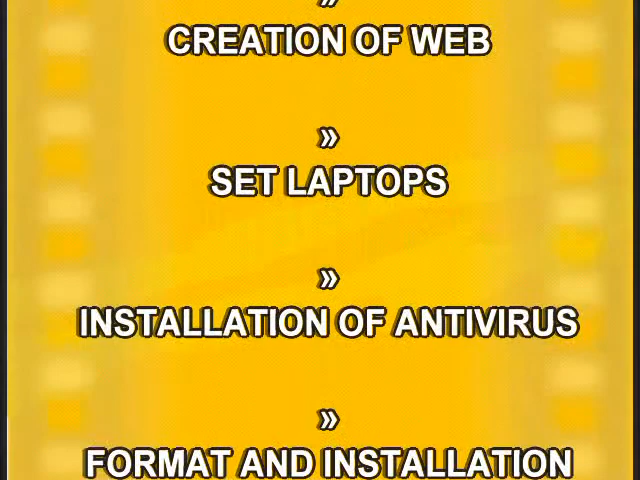 »
CREATION OF WEB
»
SET LAPTOPS
»
INSTALLATION OF ANTIVIRUS
»
FORMAT AND INSTALLATION